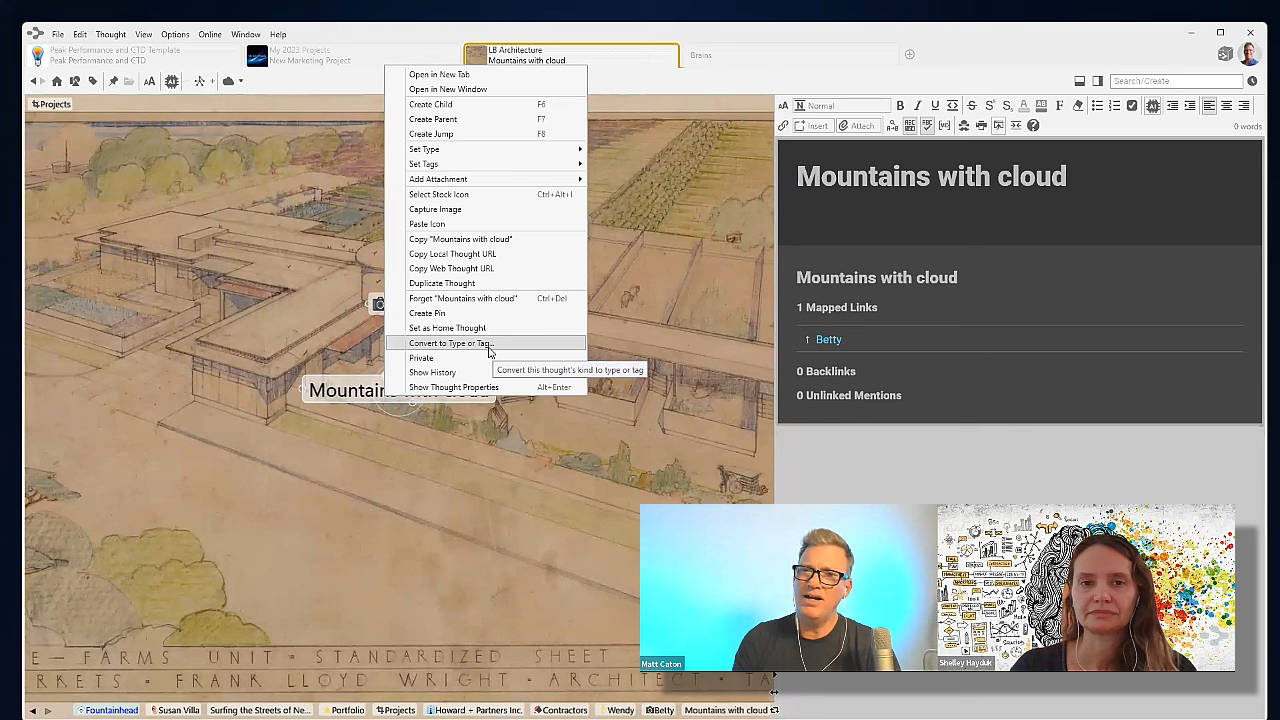 File Edit Thought View Options Online Window Help
Peak Performance and GTD Template
Peak Performance and GTD
My 2023 Projects
New Marketing Project
LB Architecture
Mountains with cloud
Brains
Search/Create
Projects
Open in New Tab
Open in New Window
Create Child F6
Create Parent F7
Create Jump F8
Set Type
Set Tags
Add Attachment
Select Stock Icon Ctrl+Alt+I
Capture Image
Paste Icon
Copy "Mountains with cloud"
Copy Local Thought URL
Copy Web Thought URL
Duplicate Thought
Forget "Mountains with cloud" Ctrl+Del
Create Pin
Set as Home Thought
Convert to Type or Tag...
Private
Show History
Show Thought Properties Alt+Enter
Convert this thought's kind to type or tag
Mountains with cloud
Normal
Insert Attach
0 words
Mountains with cloud
Mountains with cloud
1 Mapped Links
↑ Betty
0 Backlinks
0 Unlinked Mentions
E — FARMS UNIT · STANDARDIZED SHEET
RKETS · FRANK LLOYD WRIGHT · ARCHITECT · TA
Matt Caton
Shelley Hayduk
Fountainhead Susan Villa Surfing the Streets of Ne... Portfolio Projects Howard + Partners Inc. Contractors Wendy Betty Mountains with cloud